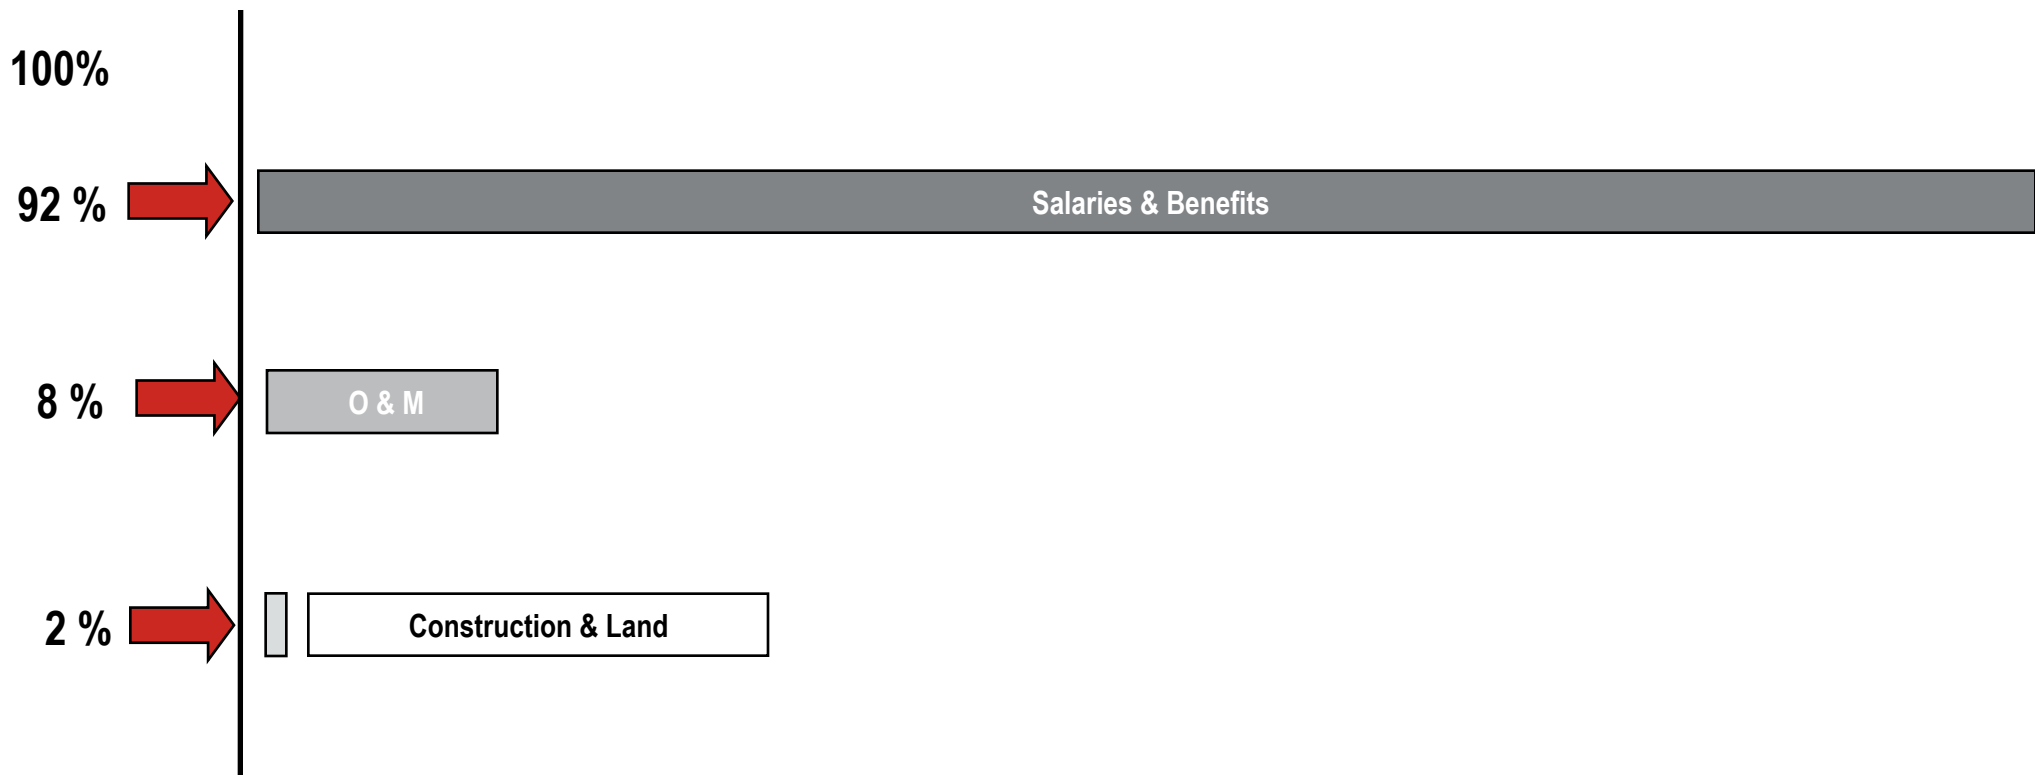 100%
92 %
Salaries & Benefits
8 %
O & M
2 %
Construction & Land